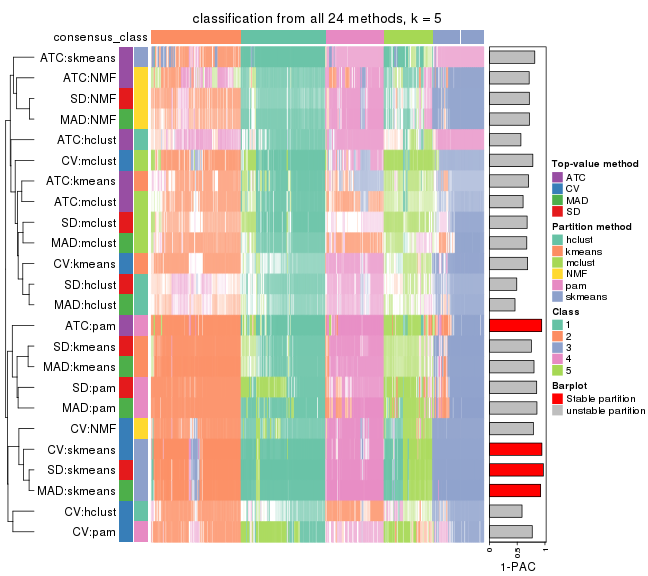 classification from all 24 methods, k = 5
consensus_class
ATC:skmeans
ATC:NMF
SD:NMF
MAD:NMF
ATC:hclust
CV:mclust
ATC:kmeans
ATC:mclust
SD:mclust
MAD:mclust
CV:kmeans
SD:hclust
MAD:hclust
ATC:pam
SD:kmeans
MAD:kmeans
SD:pam
MAD:pam
CV:NMF
CV:skmeans
SD:skmeans
MAD:skmeans
CV:hclust
CV:pam
0
0.5
1
1-PAC
Top-value method
ATC
CV
MAD
SD
Partition method
hclust
kmeans
mclust
NMF
pam
skmeans
Class
1
2
3
4
5
Barplot
Stable partition
unstable partition